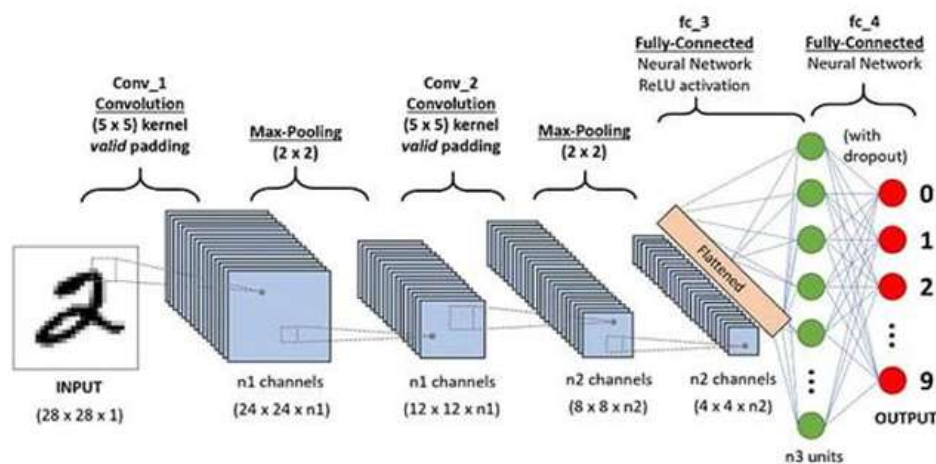 Conv_1
Convolution
(5 x 5) kernel
valid padding
Max-Pooling
(2 x 2)
Conv_2
Convolution
(5 x 5) kernel
valid padding
Max-Pooling
(2 x 2)
fc_3
Fully-Connected
Neural Network
ReLU activation
fc_4
Fully-Connected
Neural Network
(with
dropout)
2
INPUT
(28 x 28 x 1)
n1 channels
(24 x 24 x n1)
n1 channels
(12 x 12 x n1)
n2 channels
(8 x 8 x n2)
n2 channels
(4 x 4 x n2)
Flattened
n3 units
0
1
2
9
OUTPUT